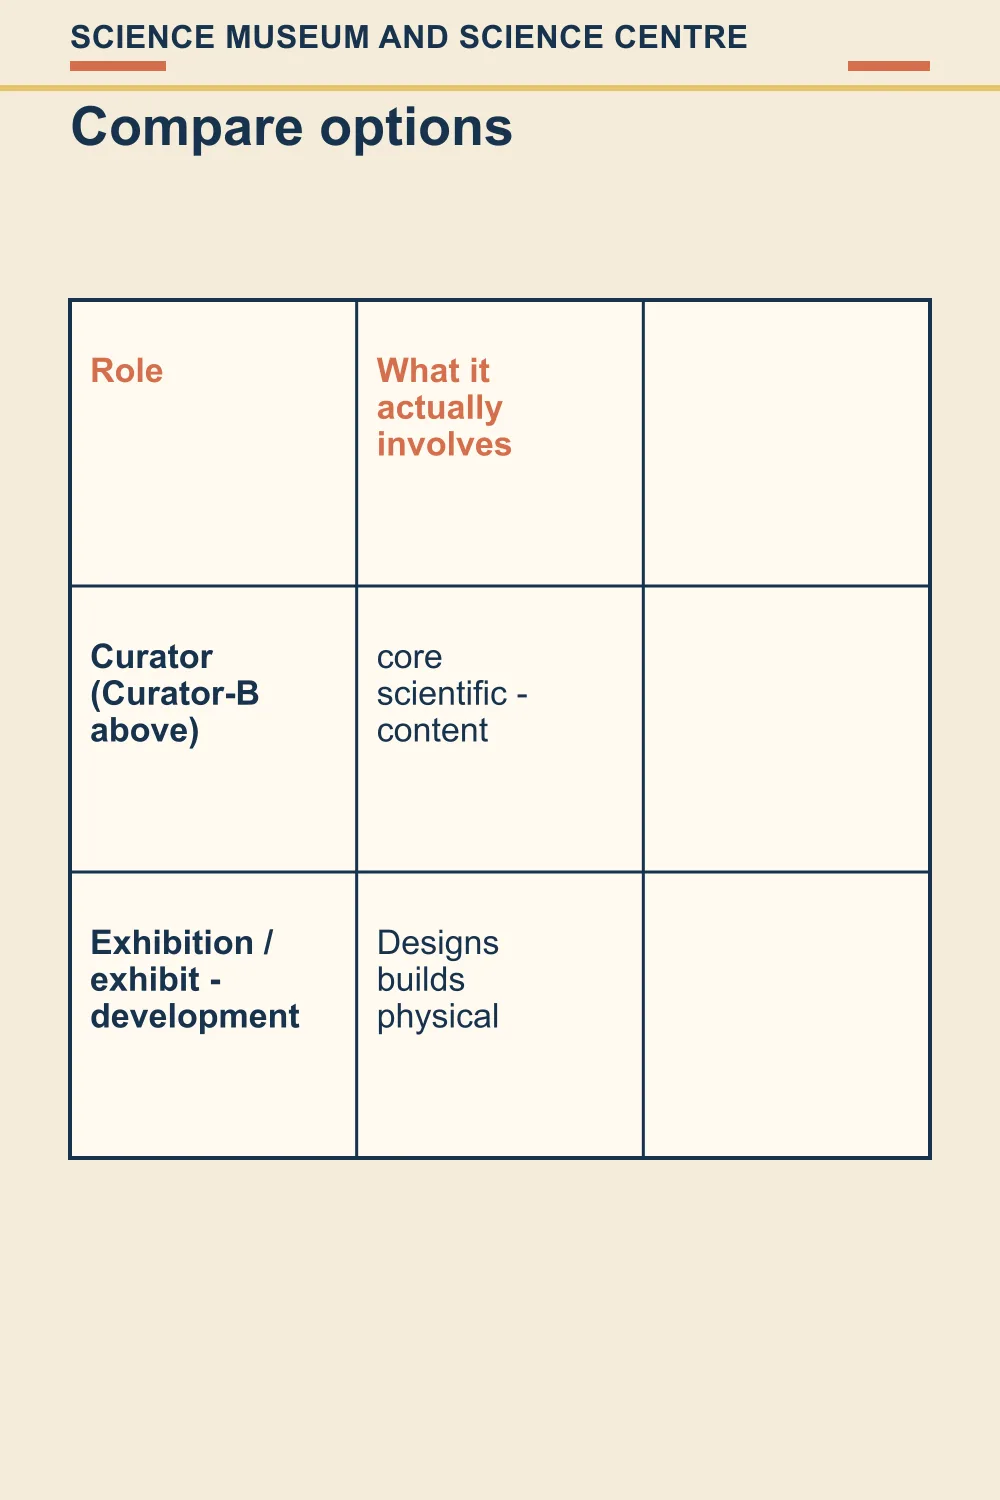 SCIENCE MUSEUM AND SCIENCE CENTRE
Compare options
Role
What it
actually
involves
Curator
(Curator-B
above)
core
scientific -
content
Exhibition /
exhibit -
development
Designs
builds
physical